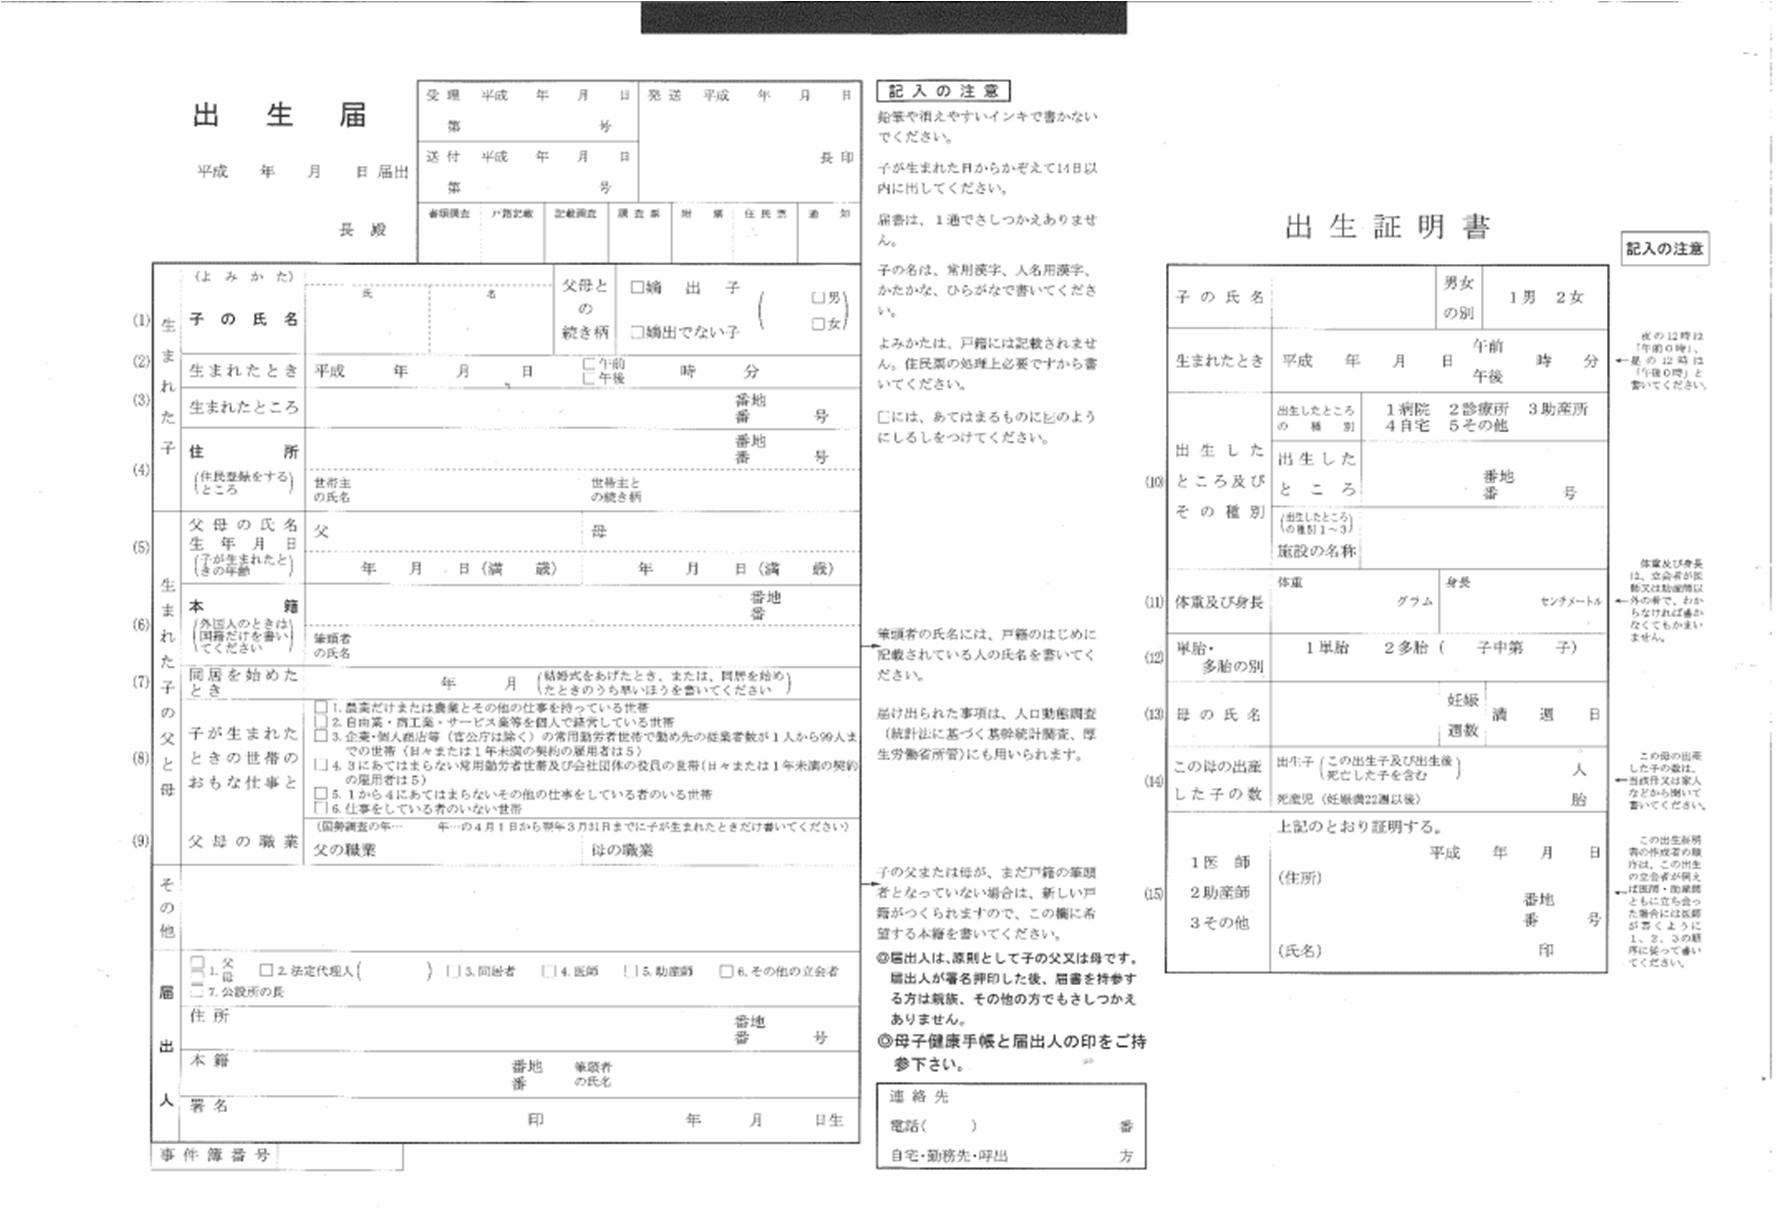 出生届
平成 年 月 日 届出
長 殿
受理 平成 年 月 日
第 号
送付 平成 年 月 日
第 号
発送 平成 年 月 日
長印
書類調査 戸籍記載 記載調査 調査票 附票 住民票 通知
生まれた子
(1)
(よみかた)
子の氏名
氏 名
父母との続き柄
□嫡出子
□嫡出でない子
(□男 □女)
(2) 生まれたとき 平成 年 月 日 □午前 □午後 時 分
(3) 生まれたところ 番地 番 号
(4) 住所 番地 番 号
(住民登録をするところ)
世帯主の氏名 世帯主との続き柄
生まれた子の父と母
(5) 父母の氏名 生年月日
(子が生まれたときの年齢)
父 母
年 月 日(満 歳) 年 月 日(満 歳)
(6) 本籍 番地 番
(外国人のときは国籍だけを書いてください)
筆頭者の氏名
(7) 同居を始めたとき 年 月
(結婚式をあげたとき、または、同居を始めたときのうち早いほうを書いてください)
(8) 子が生まれたときの世帯のおもな仕事と
□1.農業だけまたは農業とその他の仕事を持っている世帯
□2.自由業・商工業・サービス業等を個人で経営している世帯
□3.企業・個人商店等(官公庁は除く)の常用勤労者世帯で勤め先の従業者数が1人から99人までの世帯(日々または1年未満の契約の雇用者は5)
□4.3にあてはまらない常用勤労者世帯及び会社団体の役員の世帯(日々または1年未満の契約の雇用者は5)
□5.1から4にあてはまらないその他の仕事をしている者のいる世帯
□6.仕事をしている者のいない世帯
(9) 父母の職業
(国勢調査の年… 年…の4月1日から翌年3月31日までに子が生まれたときだけ書いてください)
父の職業 母の職業
その他
届出人
□父 □母 1. □2.法定代理人( ) □3.同居者 □4.医師 □5.助産師 □6.その他の立会者
□7.公設所の長
住所 番地 番 号
本籍 番地 番 筆頭者の氏名
署名 印 年 月 日生
事件簿番号
記入の注意
鉛筆や消えやすいインキで書かない
でください。
子が生まれた日からかぞえて14日以
内に出してください。
届書は、1通でさしつかえありませ
ん。
子の名は、常用漢字、人名用漢字、
かたかな、ひらがなで書いてくださ
い。
よみかたは、戸籍には記載されませ
ん。住民票の処理上必要ですから書
いてください。
□には、あてはまるものに☑のよう
にしるしをつけてください。
筆頭者の氏名には、戸籍のはじめに
記載されている人の氏名を書いてく
ださい。
届け出られた事項は、人口動態調査
(統計法に基づく基幹統計調査、厚
生労働省所管)にも用いられます。
子の父または母が、まだ戸籍の筆頭
者となっていない場合は、新しい戸
籍がつくられますので、この欄に希
望する本籍を書いてください。
◎届出人は、原則として子の父又は母です。
届出人が署名押印した後、届書を持参す
る方は親族、その他の方でもさしつかえ
ありません。
◎母子健康手帳と届出人の印をご持
参下さい。
連絡先
電話( ) 番
自宅・勤務先・呼出 方
出生証明書
記入の注意
子の氏名 男女の別 1男 2女
生まれたとき 平成 年 月 日 午前 午後 時 分
(10) 出生したところ及びその種別
出生したところの種別 1病院 2診療所 3助産所
4自宅 5その他
出生したところ 番地 番 号
(出生したところの種別1~3)
施設の名称
(11) 体重及び身長 体重 グラム 身長 センチメートル
(12) 単胎・多胎の別 1単胎 2多胎( 子中第 子)
(13) 母の氏名 妊娠週数 満 週 日
(14) この母の出産した子の数
出生子(この出生子及び出生後死亡した子を含む) 人
死産児(妊娠満22週以後) 胎
(15) 1医師
2助産師
3その他
上記のとおり証明する。
平成 年 月 日
(住所)
番地
番 号
(氏名) 印
夜の12時は
「午前0時」、
昼の12時は
「午後0時」と
書いてください。
体重及び身長
は、立会者が医
師又は助産師以
外の者で、わか
らなければ書か
なくてもかまい
ません。
この母の出産
した子の数は、
当該母又は家人
などから聞いて
書いてください。
この出生証明
書の作成者の順
序は、この出生
の立会者が例え
ば医師・助産師
ともに立ち会っ
た場合には医師
が書くように
1、2、3の順
序に従って書い
てください。